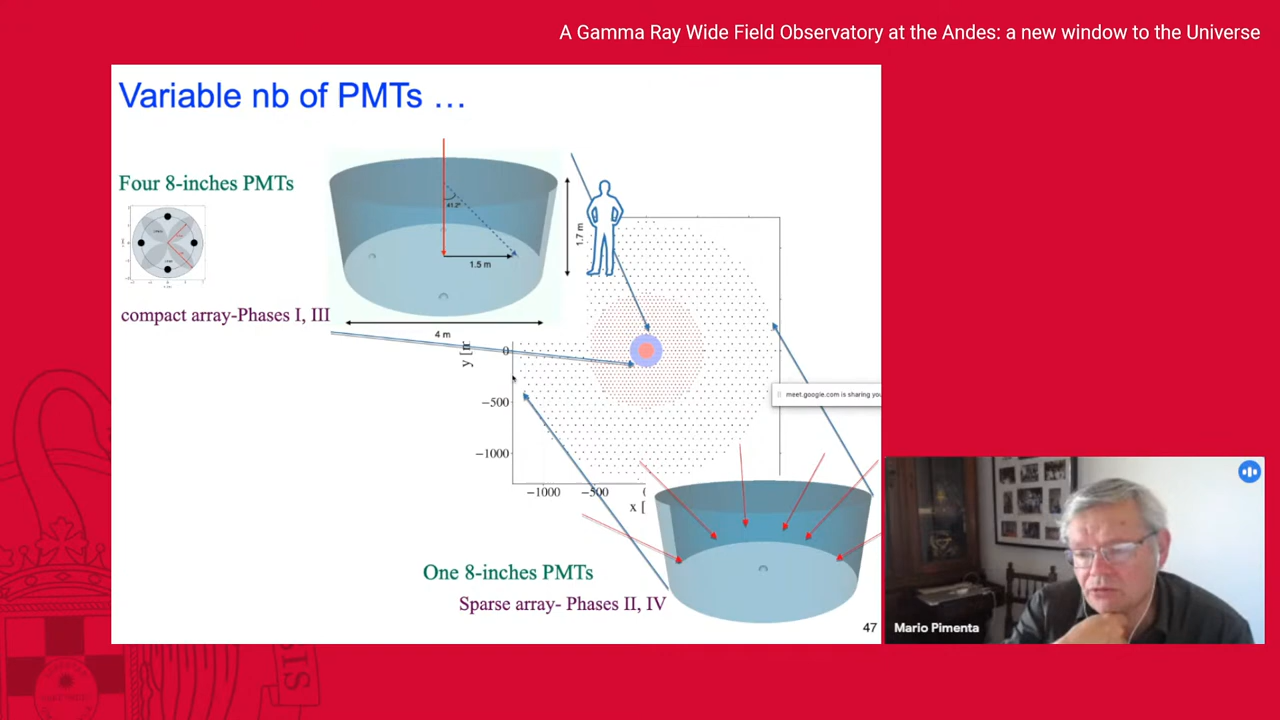 A Gamma Ray Wide Field Observatory at the Andes: a new window to the Universe
Variable nb of PMTs …
Four 8-inches PMTs
41.2°
1.5 m
1.7 m
4 m
compact array-Phases I, III
y [
0
−500
−1000
−1000
−500
x [
meet.google.com is sharing you
One 8-inches PMTs
Sparse array- Phases II, IV
47
Mario Pimenta
SIS